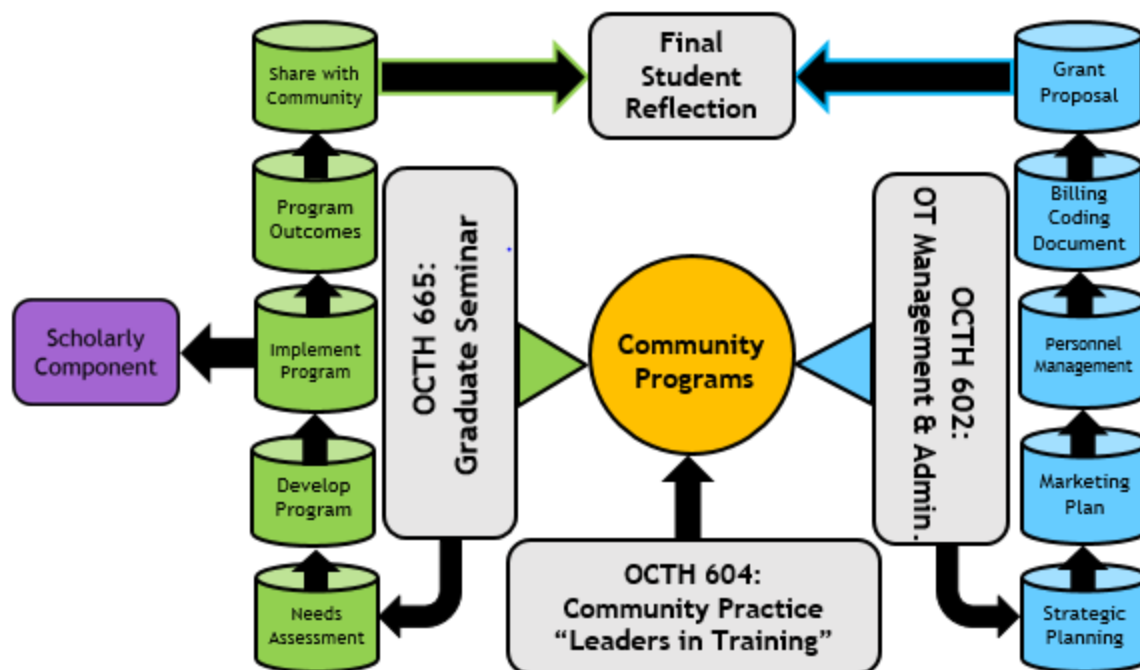 Share with
Community
Final
Student
Reflection
Grant
Proposal
Program
Outcomes
Billing
Coding
Document
OCTH 665:
Graduate Seminar
OCTH 602:
OT Management & Admin.
Scholarly
Component
Implement
Program
Community
Programs
Personnel
Management
Develop
Program
Marketing
Plan
Needs
Assessment
OCTH 604:
Community Practice
“Leaders in Training”
Strategic
Planning